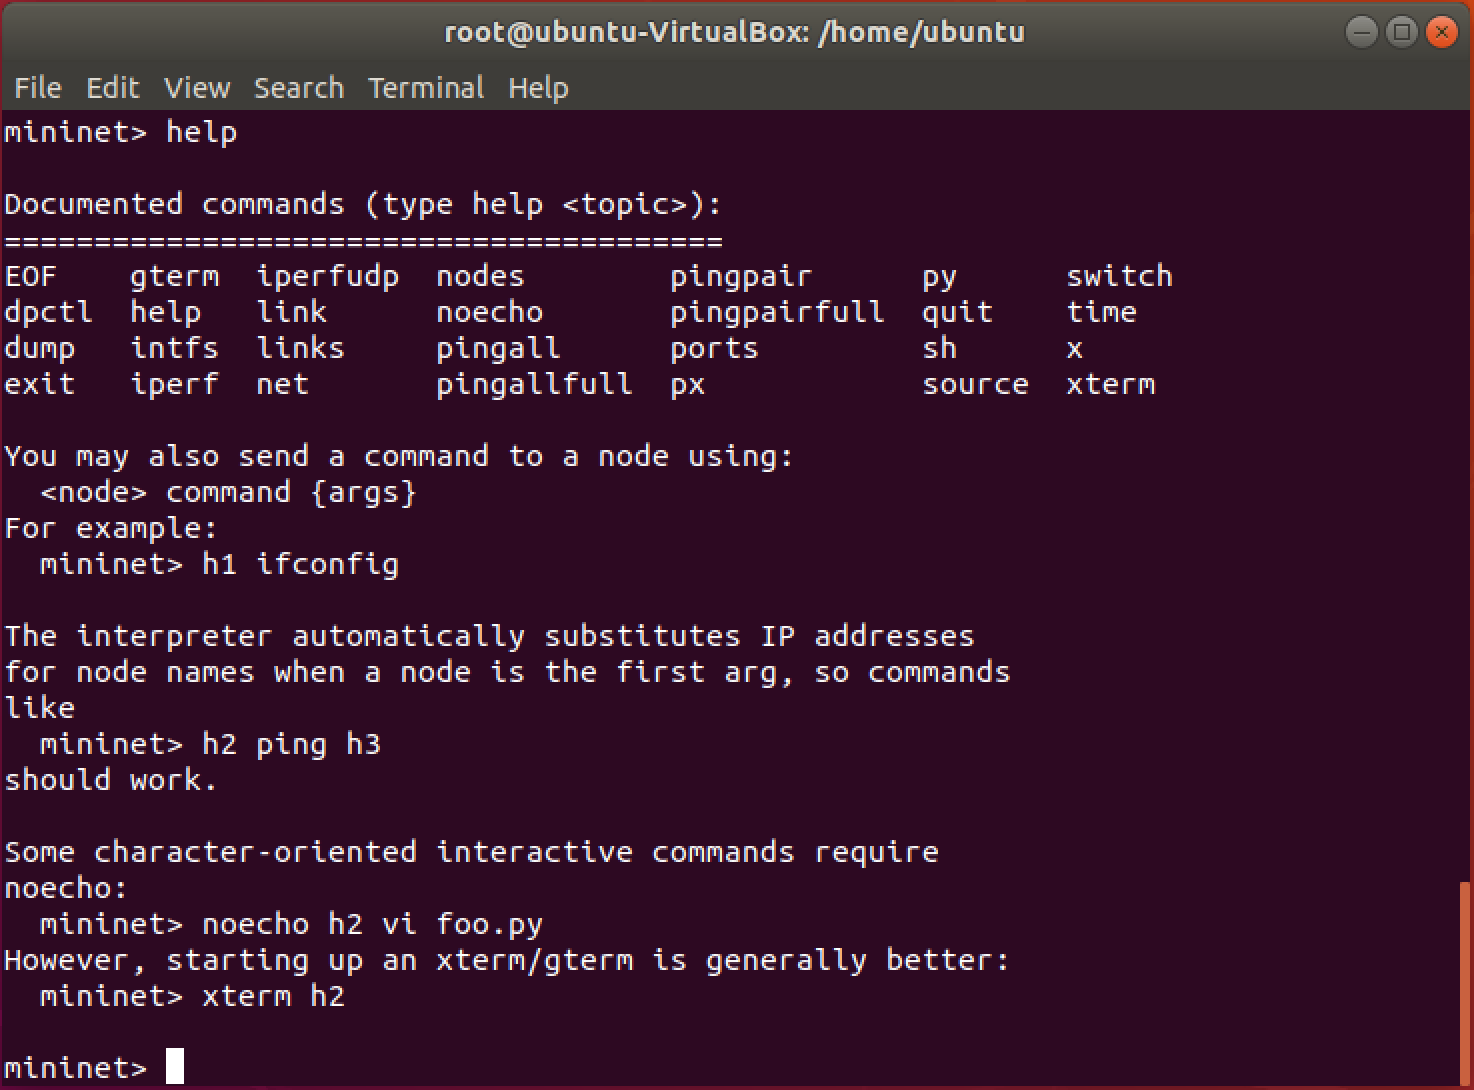 root@ubuntu-VirtualBox: /home/ubuntu
File Edit View Search Terminal Help
mininet> help
Documented commands (type help <topic>):
========================================
EOF    gterm  iperfudp  nodes        pingpair      py      switch
dpctl  help   link      noecho       pingpairfull  quit    time
dump   intfs  links     pingall      ports         sh      x
exit   iperf  net       pingallfull  px            source  xterm
You may also send a command to a node using:
  <node> command {args}
For example:
  mininet> h1 ifconfig
The interpreter automatically substitutes IP addresses
for node names when a node is the first arg, so commands
like
  mininet> h2 ping h3
should work.
Some character-oriented interactive commands require
noecho:
  mininet> noecho h2 vi foo.py
However, starting up an xterm/gterm is generally better:
  mininet> xterm h2
mininet>